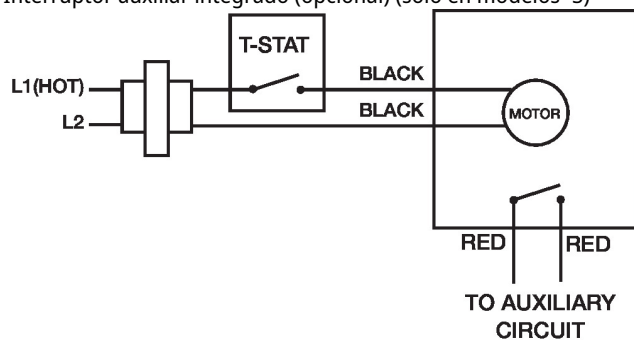 Interruptor auxiliar integrado (opcional) (sólo en modelos -S)
T-STAT
L1(HOT)
BLACK
L2
BLACK
MOTOR
RED
RED
TO AUXILIARY
CIRCUIT